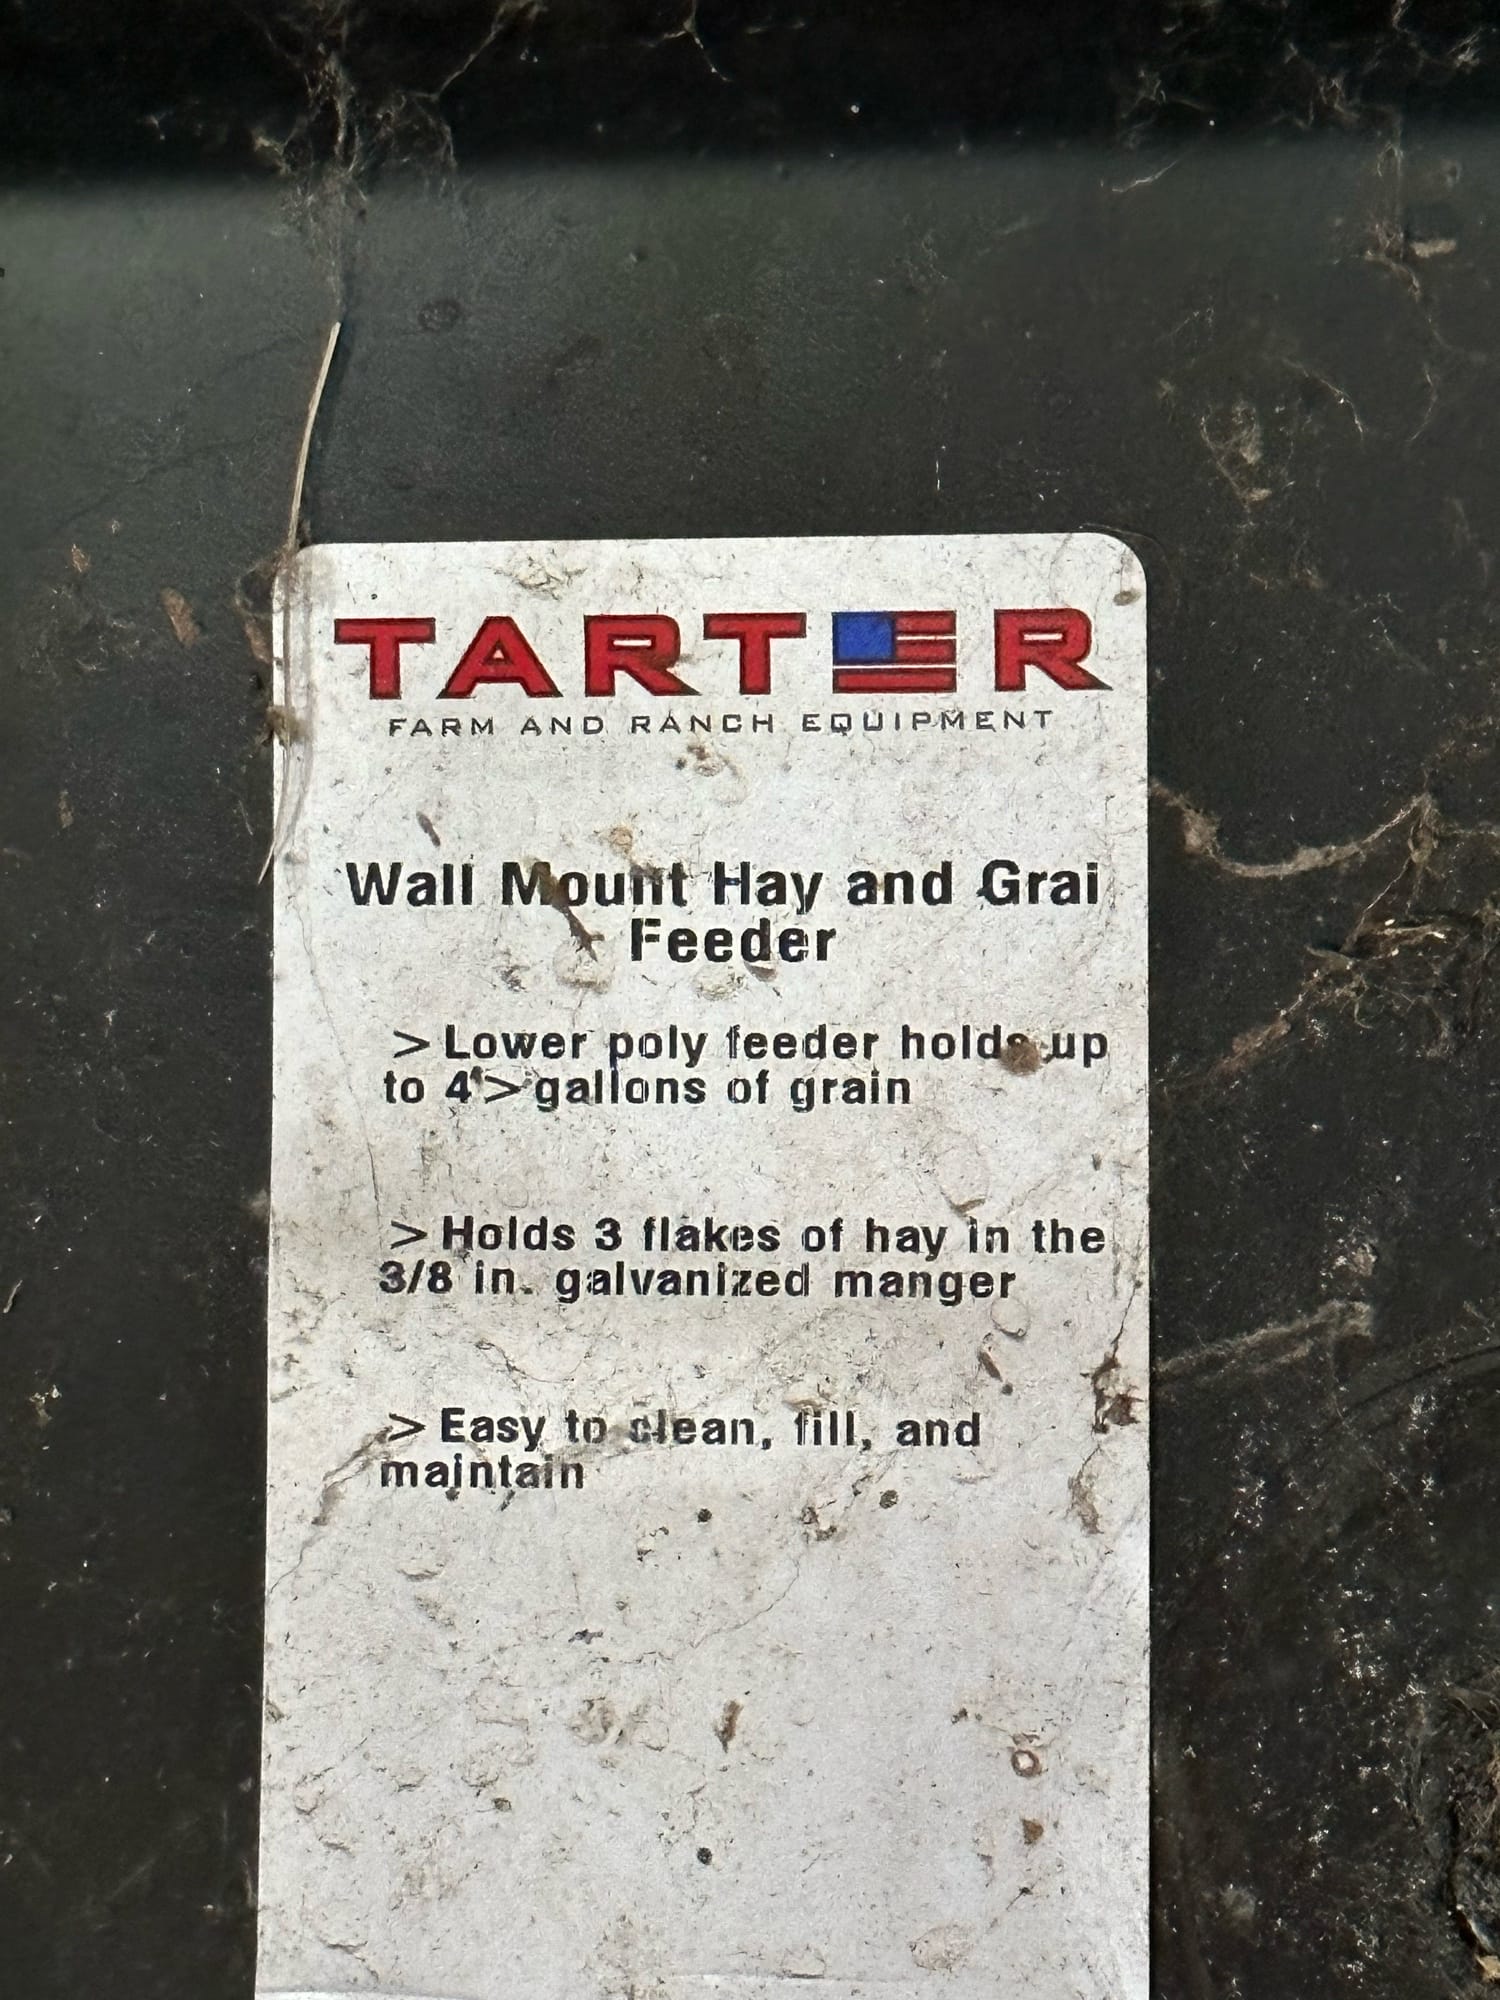 TARTER
FARM AND RANCH EQUIPMENT
Wall Mount Hay and Grai
Feeder
> Lower poly feeder holds up
to 4 > gallons of grain
> Holds 3 flakes of hay in the
3/8 in. galvanized manger
> Easy to clean, fill, and
maintain